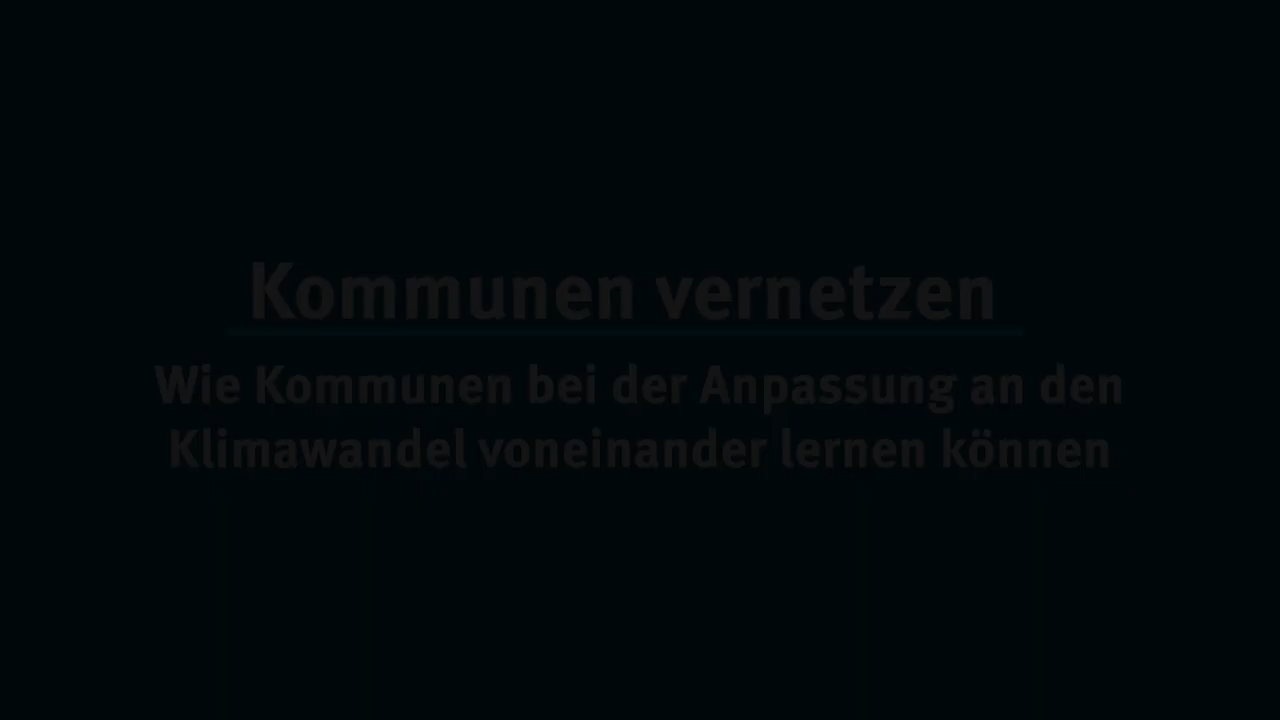 Kommunen vernetzen
Wie Kommunen bei der Anpassung an den
Klimawandel voneinander lernen können